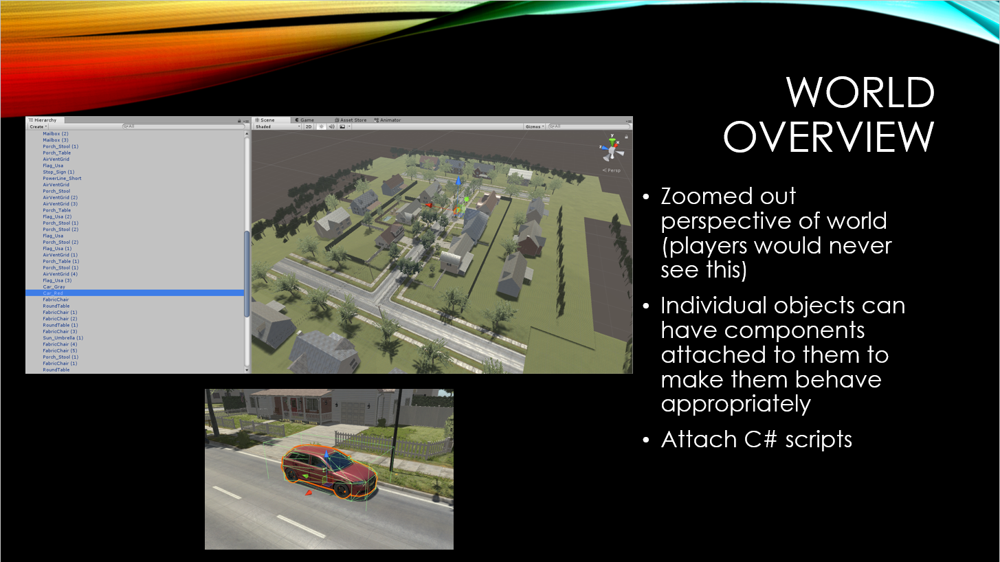 WORLD
OVERVIEW
Hierarchy
Create
All
Mailbox (2)
Mailbox (3)
Porch_Stool (1)
Porch_Table
AirVentGrid
Flag_Usa
Stop_Sign (1)
PowerLine_Short
AirVentGrid
Porch_Stool
AirVentGrid (2)
AirVentGrid (3)
Porch_Table
Flag_Usa (2)
Porch_Stool (1)
Porch_Stool (2)
Flag_Usa
Porch_Stool (2)
Flag_Usa (1)
AirVentGrid (1)
Porch_Table (1)
Porch_Stool (1)
AirVentGrid (4)
Flag_Usa (3)
Car_Gray
Car_Red
FabricChair
RoundTable
FabricChair (1)
FabricChair (2)
RoundTable (1)
FabricChair (3)
Sun_Umbrella (1)
FabricChair (4)
FabricChair (5)
Porch_Stool (1)
FabricChair (1)
RoundTable
Scene Game Asset Store Animator
Shaded 2D Gizmos All
y
x
z
Persp
• Zoomed out
perspective of world
(players would never
see this)
• Individual objects can
have components
attached to them to
make them behave
appropriately
• Attach C# scripts